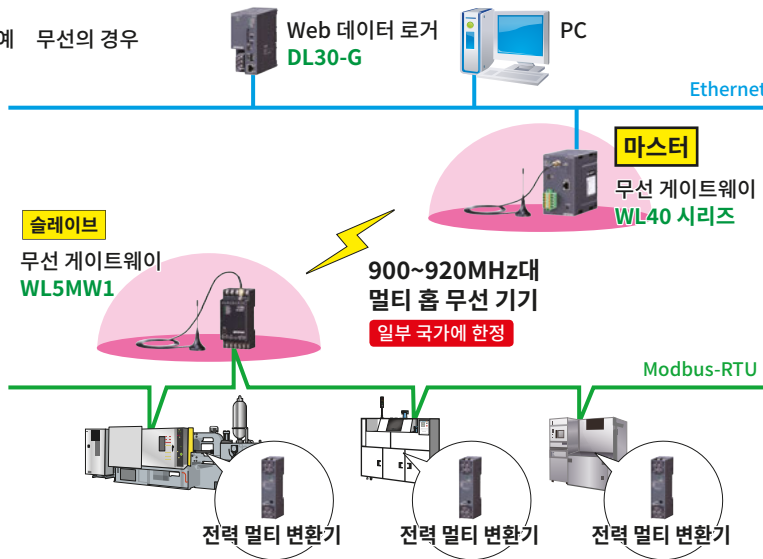 예 무선의 경우
Web 데이터 로거
DL30-G
PC
Ethernet
마스터
무선 게이트웨이
WL40 시리즈
슬레이브
무선 게이트웨이
WL5MW1
900~920MHz대
멀티 홉 무선 기기
일부 국가에 한정
Modbus-RTU
전력 멀티 변환기
전력 멀티 변환기
전력 멀티 변환기